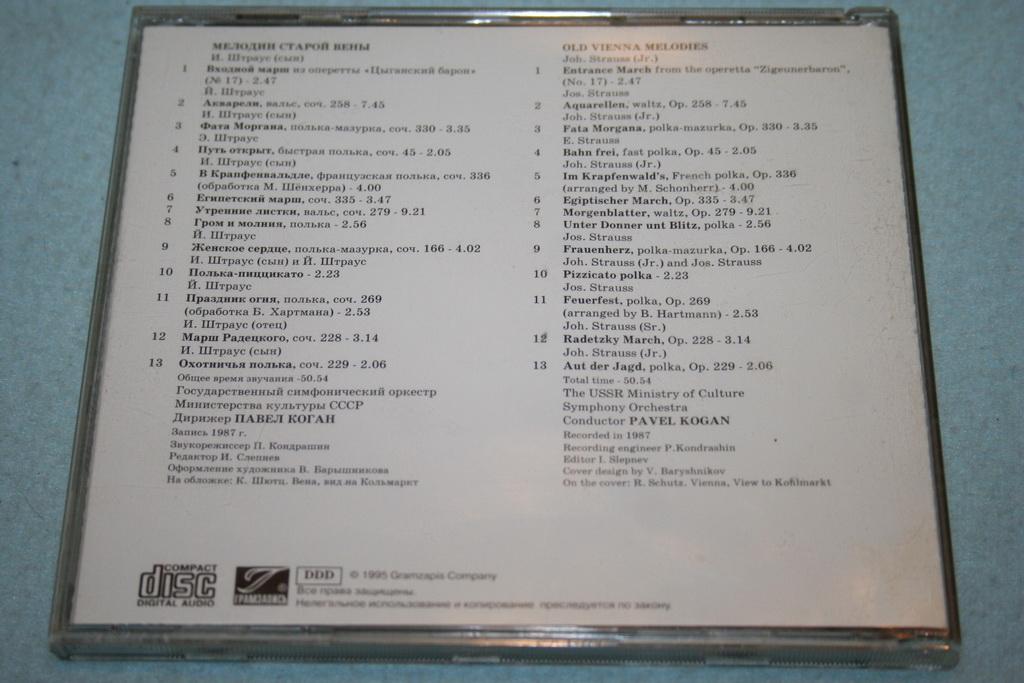 МЕЛОДИИ СТАРОЙ ВЕНЫ
И. Штраус (сын)
1 Входной марш из оперетты «Цыганский барон»
(№ 17) - 2.47
Й. Штраус
2 Акварели, вальс, соч. 258 - 7.45
И. Штраус (сын)
3 Фата Моргана, полька-мазурка, соч. 330 - 3.35
Э. Штраус
4 Путь открыт, быстрая полька, соч. 45 - 2.05
И. Штраус (сын)
5 В Крапфенвальдле, французская полька, соч. 336
(обработка М. Шёнхерра) - 4.00
6 Египетский марш, соч. 335 - 3.47
7 Утренние листки, вальс, соч. 279 - 9.21
8 Гром и молния, полька - 2.56
Й. Штраус
9 Женское сердце, полька-мазурка, соч. 166 - 4.02
И. Штраус (сын) и Й. Штраус
10 Полька-пиццикато - 2.23
Й. Штраус
11 Праздник огня, полька, соч. 269
(обработка Б. Хартмана) - 2.53
И. Штраус (отец)
12 Марш Радецкого, соч. 228 - 3.14
И. Штраус (сын)
13 Охотничья полька, соч. 229 - 2.06
Общее время звучания -50.54
Государственный симфонический оркестр
Министерства культуры СССР
Дирижер ПАВЕЛ КОГАН
Запись 1987 г.
Звукорежиссер П. Кондрашин
Редактор И. Слепнев
Оформление художника В. Барышникова
На обложке: К. Шютц. Вена, вид на Кольмаркт
OLD VIENNA MELODIES
Joh. Strauss (Jr.)
1 Entrance March from the operetta "Zigeunerbaron",
(No. 17) - 2.47
Jos. Strauss
2 Aquarellen, waltz, Op. 258 - 7.45
Joh. Strauss (Jr.)
3 Fata Morgana, polka-mazurka, Op. 330 - 3.35
E. Strauss
4 Bahn frei, fast polka, Op. 45 - 2.05
Joh. Strauss (Jr.)
5 Im Krapfenwald's, French polka, Op. 336
(arranged by M. Schonherr) - 4.00
6 Egiptischer March, Op. 335 - 3.47
7 Morgenblatter, waltz, Op. 279 - 9.21
8 Unter Donner unt Blitz, polka - 2.56
Jos. Strauss
9 Frauenherz, polka-mazurka, Op. 166 - 4.02
Joh. Strauss (Jr.) and Jos. Strauss
10 Pizzicato polka - 2.23
Jos. Strauss
11 Feuerfest, polka, Op. 269
(arranged by B. Hartmann) - 2.53
Joh. Strauss (Sr.)
12 Radetzky March, Op. 228 - 3.14
Joh. Strauss (Jr.)
13 Aut der Jagd, polka, Op. 229 - 2.06
Total time - 50.54
The USSR Ministry of Culture
Symphony Orchestra
Conductor PAVEL KOGAN
Recorded in 1987
Recording engineer P.Kondrashin
Editor I. Slepnev
Cover design by V. Baryshnikov
On the cover: R. Schutz. Vienna, View to Kohlmarkt
COMPACT
disc
DIGITAL AUDIO
ГРАМЗАПИСЬ
DDD © 1995 Gramzapis Company
Все права защищены.
Нелегальное использование и копирование преследуется по закону.